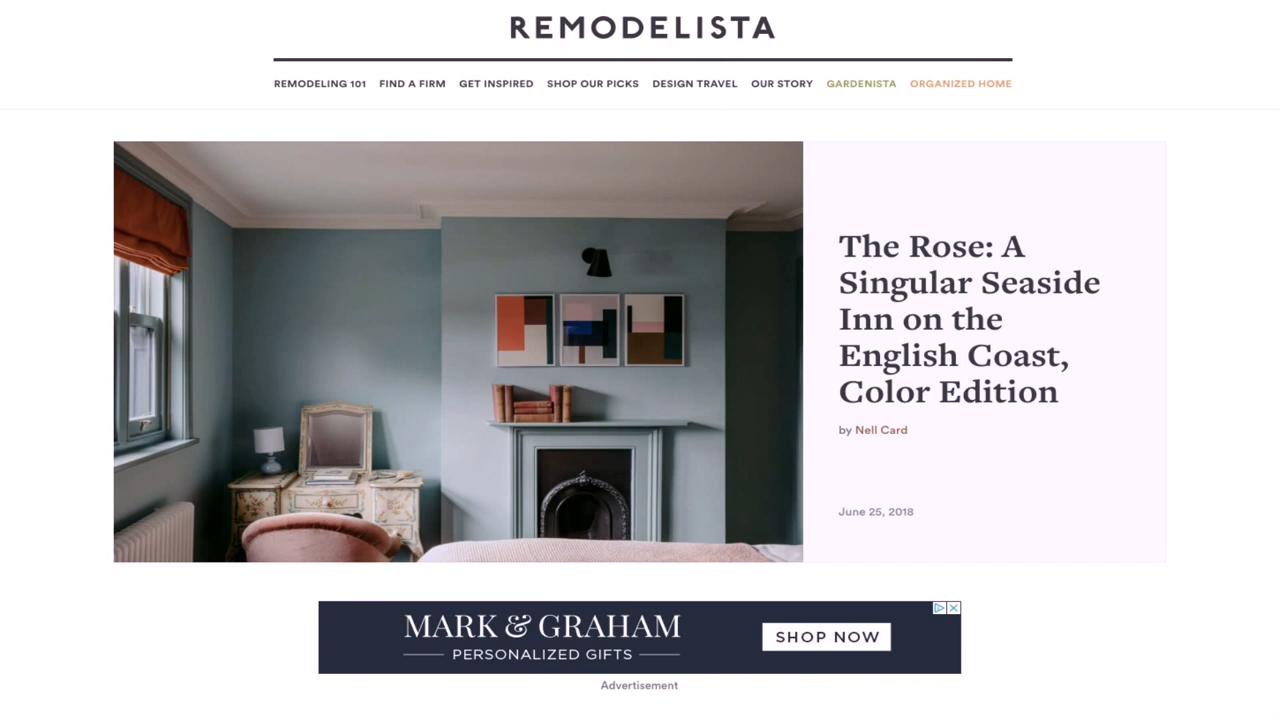 REMODELISTA
REMODELING 101 FIND A FIRM GET INSPIRED SHOP OUR PICKS DESIGN TRAVEL OUR STORY GARDENISTA ORGANIZED HOME
The Rose: A
Singular Seaside
Inn on the
English Coast,
Color Edition
by Nell Card
June 25, 2018
MARK & GRAHAM
PERSONALIZED GIFTS
SHOP NOW
Advertisement